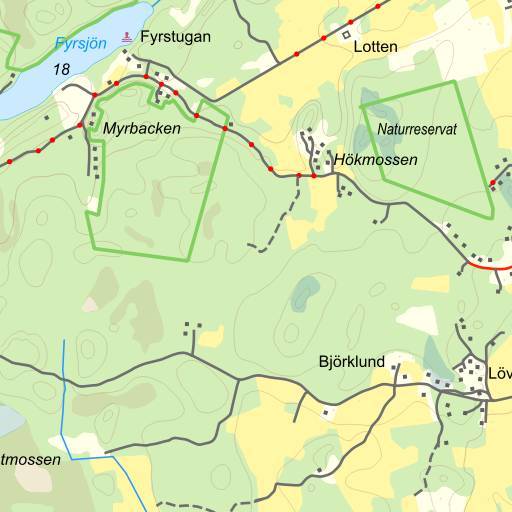 Fyrstugan
Fyrsjön
Lotten
18
Myrbacken
Naturreservat
Hökmossen
Björklund
Löv
tmossen